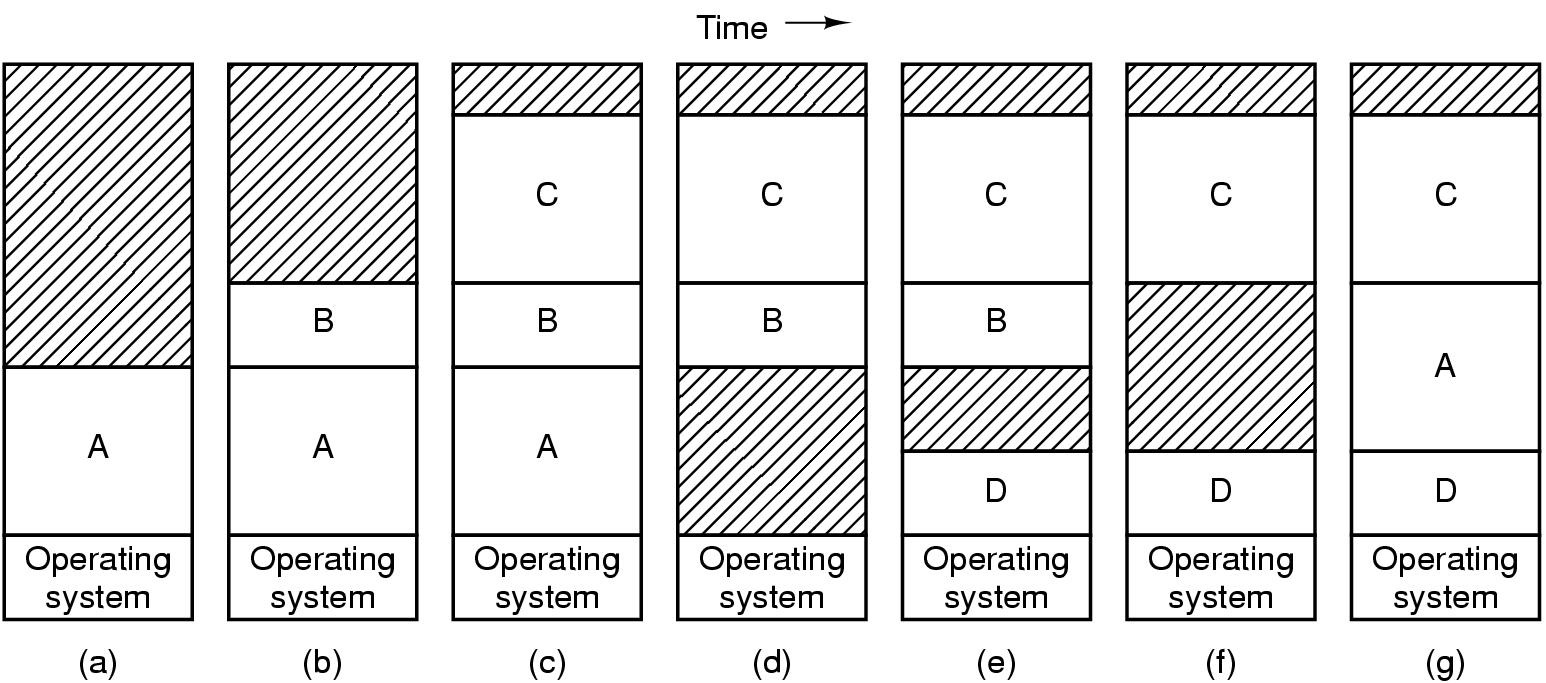 Time
C C C C C
B B B B A
A A A D D D
Operating Operating Operating Operating Operating Operating Operating
system system system system system system system
(a) (b) (c) (d) (e) (f) (g)